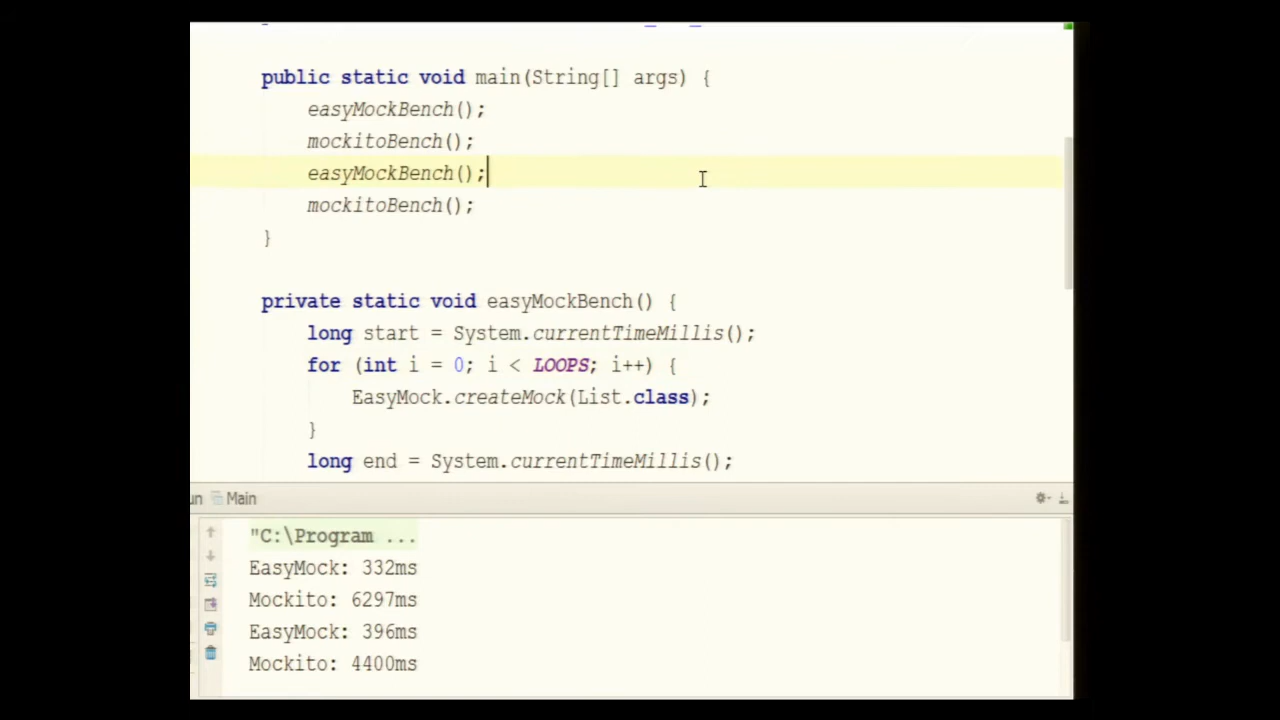 public static void main(String[] args) {
easyMockBench();
mockitoBench();
easyMockBench();
mockitoBench();
}
private static void easyMockBench() {
long start = System.currentTimeMillis();
for (int i = 0; i < LOOPS; i++) {
EasyMock.createMock(List.class);
}
long end = System.currentTimeMillis();
un Main
"C:\Program ...
EasyMock: 332ms
Mockito: 6297ms
EasyMock: 396ms
Mockito: 4400ms